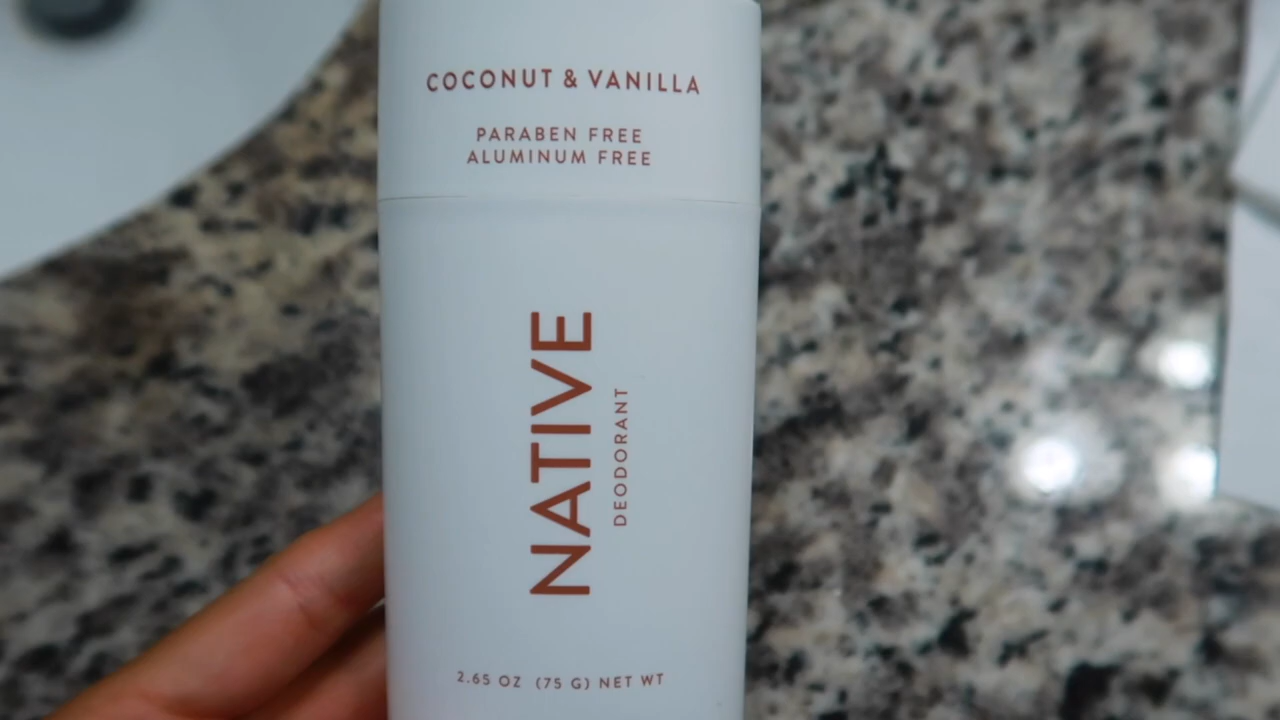 COCONUT & VANILLA
PARABEN FREE
ALUMINUM FREE
NATIVE
DEODORANT
2.65 OZ (75 G) NET WT